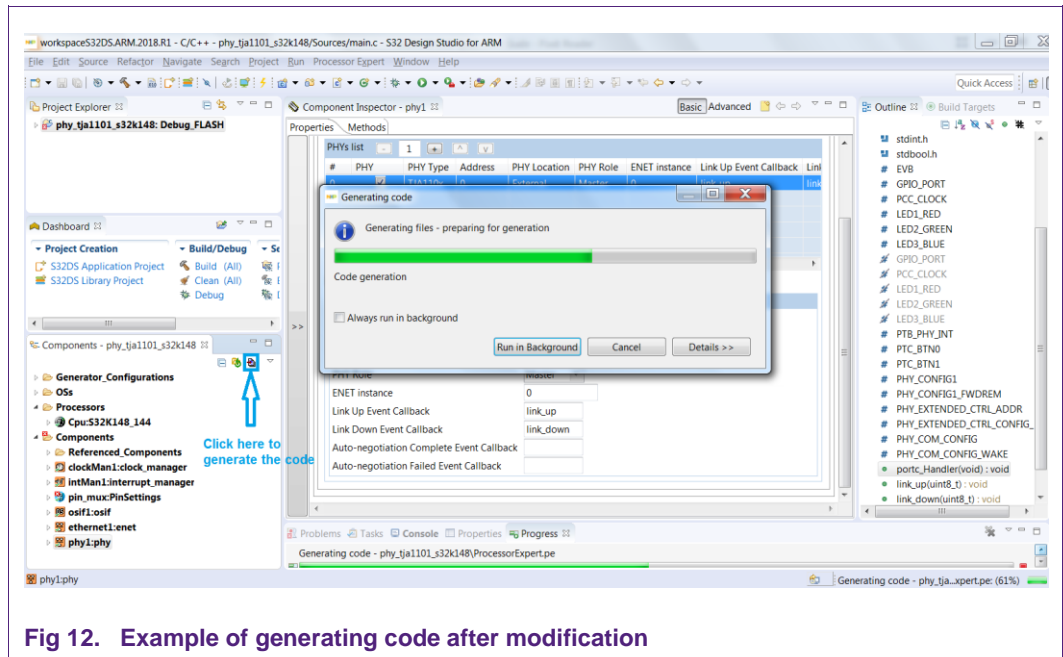 workspaceS32DS.ARM.2018.R1 - C/C++ - phy_tja1101_s32k148/Sources/main.c - S32 Design Studio for ARM
File Edit Source Refactor Navigate Search Project Run Processor Expert Window Help
Quick Access
Project Explorer
phy_tja1101_s32k148: Debug_FLASH
Dashboard
Project Creation
S32DS Application Project
S32DS Library Project
Build/Debug
Build (All)
Clean (All)
Debug
Components - phy_tja1101_s32k148
Generator_Configurations
OSs
Processors
Cpu:S32K148_144
Components
Referenced_Components
clockMan1:clock_manager
intMan1:interrupt_manager
pin_mux:PinSettings
osif1:osif
ethernet1:enet
phy1:phy
Click here to
generate the code
Component Inspector - phy1
Basic Advanced
Properties Methods
PHYs list - 1 +
# PHY PHY Type Address PHY Location PHY Role ENET instance Link Up Event Callback Link
Generating code
Generating files - preparing for generation
Code generation
Always run in background
Run in Background Cancel Details >>
PHY Role Master
ENET instance 0
Link Up Event Callback link_up
Link Down Event Callback link_down
Auto-negotiation Complete Event Callback
Auto-negotiation Failed Event Callback
Problems Tasks Console Properties Progress
Generating code - phy_tja1101_s32k148\ProcessorExpert.pe
Outline Build Targets
stdint.h
stdbool.h
EVB
GPIO_PORT
PCC_CLOCK
LED1_RED
LED2_GREEN
LED3_BLUE
GPIO_PORT
PCC_CLOCK
LED1_RED
LED2_GREEN
LED3_BLUE
PTB_PHY_INT
PTC_BTN0
PTC_BTN1
PHY_CONFIG1
PHY_CONFIG1_FWDREM
PHY_EXTENDED_CTRL_ADDR
PHY_EXTENDED_CTRL_CONFIG_
PHY_COM_CONFIG
PHY_COM_CONFIG_WAKE
portc_Handler(void) : void
link_up(uint8_t) : void
link_down(uint8_t) : void
phy1:phy
Generating code - phy_tja...xpert.pe: (61%)
Fig 12. Example of generating code after modification